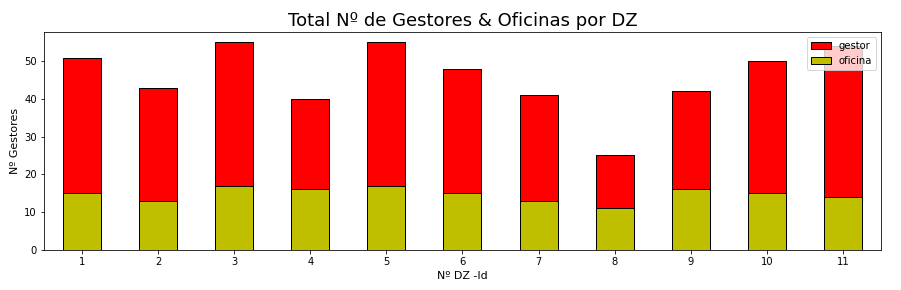 Total Nº de Gestores & Oficinas por DZ
gestor
oficina
Nº Gestores
50
40
30
20
10
0
1 2 3 4 5 6 7 8 9 10 11
Nº DZ -Id